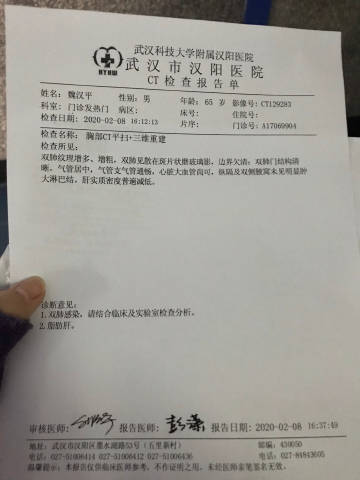 武汉科技大学附属汉阳医院
武汉市汉阳医院
HYHW
CT检查报告单
姓名: 魏汉平 性别: 男 年龄: 65 岁 影像号: CT129283
科室: 门诊发热门 病区: 床号: 住院号:
检查日期: 2020-02-08 16:12:13 片序: 门诊号: A17069904
检查名称: 胸部CT平扫+三维重建
影像所见:
双肺纹理增多、增粗,双肺见散在斑片状磨玻璃影,边界欠清;双肺门结构清
晰。气管居中,气管支气管通畅,心脏大血管尚可,纵隔及双侧腋窝未见明显肿
大淋巴结。肝实质密度普遍减低。
诊断意见:
1.双肺感染,请结合临床及实验室检查分析。
2.脂肪肝。
审核医师: 报告医师: 报告日期: 2020-02-08 16:37:49
地址: 武汉市汉阳区墨水湖路53号(五里新村) 邮编: 430050
电话: 027-51006414 027-51006412 027-51006438 传真: 027-84843605
温馨提示: 本报告仅供临床医师参考,不作证明之用,未经医师亲笔签名无效。